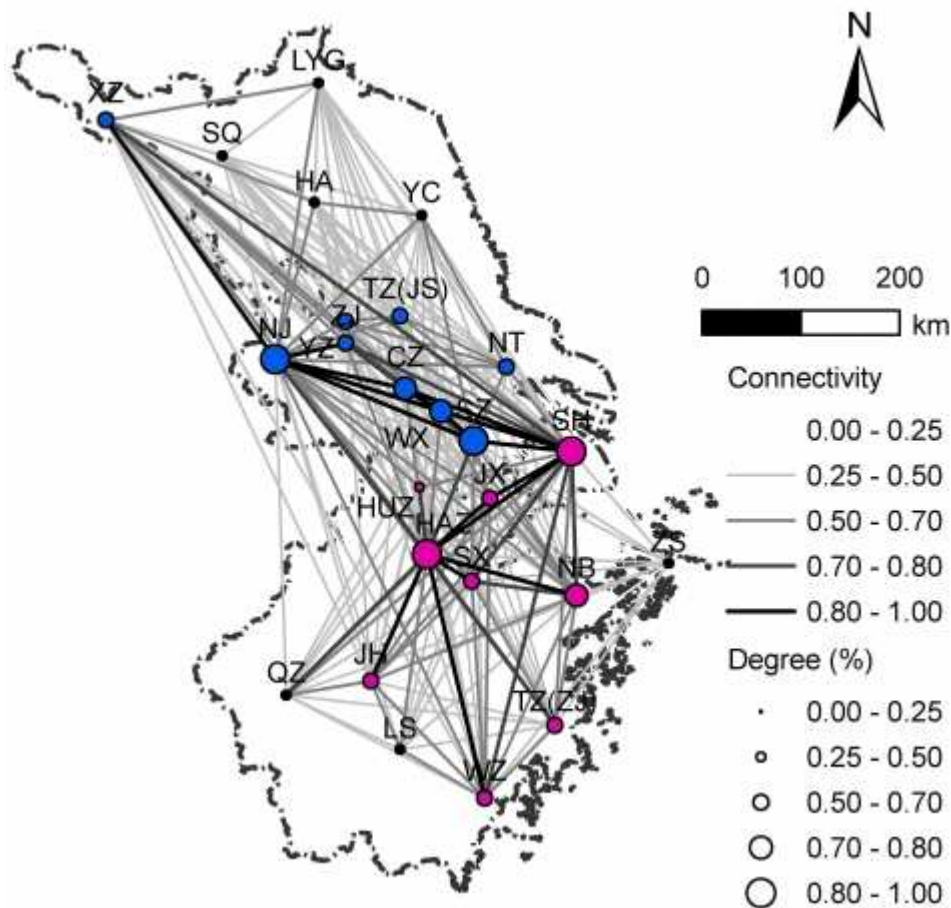 N
LYG
XZ
SQ
HA
YC
0 100 200
km
TZ(JS)
ZJ
NJ
YZ
NT
CZ
SZ
SH
WX
Connectivity
0.00 - 0.25
0.25 - 0.50
0.50 - 0.70
0.70 - 0.80
0.80 - 1.00
JX
HUZ
HAZ
SX
NB
ZS
JH
QZ
TZ(ZJ)
LS
WZ
Degree (%)
0.00 - 0.25
0.25 - 0.50
0.50 - 0.70
0.70 - 0.80
0.80 - 1.00